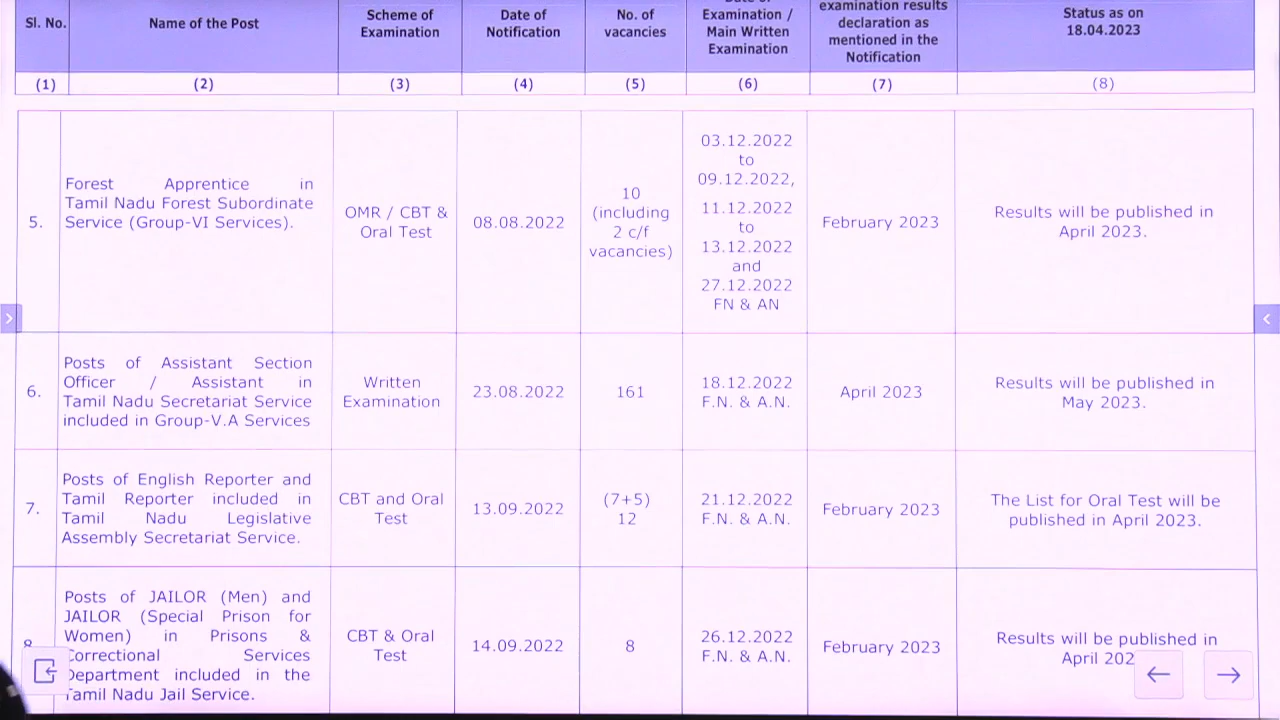 Sl. No.
Name of the Post
Scheme of
Examination
Date of
Notification
No. of
vacancies
Examination /
Main Written
Examination
examination results
declaration as
mentioned in the
Notification
Status as on
18.04.2023
(1)
(2)
(3)
(4)
(5)
(6)
(7)
(8)
5.
Forest Apprentice in
Tamil Nadu Forest Subordinate
Service (Group-VI Services).
OMR / CBT &
Oral Test
08.08.2022
10
(including
2 c/f
vacancies)
03.12.2022
to
09.12.2022,
11.12.2022
to
13.12.2022
and
27.12.2022
FN & AN
February 2023
Results will be published in
April 2023.
6.
Posts of Assistant Section
Officer / Assistant in
Tamil Nadu Secretariat Service
included in Group-V.A Services
Written
Examination
23.08.2022
161
18.12.2022
F.N. & A.N.
April 2023
Results will be published in
May 2023.
7.
Posts of English Reporter and
Tamil Reporter included in
Tamil Nadu Legislative
Assembly Secretariat Service.
CBT and Oral
Test
13.09.2022
(7+5)
12
21.12.2022
F.N. & A.N.
February 2023
The List for Oral Test will be
published in April 2023.
Posts of JAILOR (Men) and
JAILOR (Special Prison for
Women) in Prisons &
Correctional Services
Department included in the
Tamil Nadu Jail Service.
CBT & Oral
Test
14.09.2022
8
26.12.2022
F.N. & A.N.
February 2023
Results will be published in
April 202